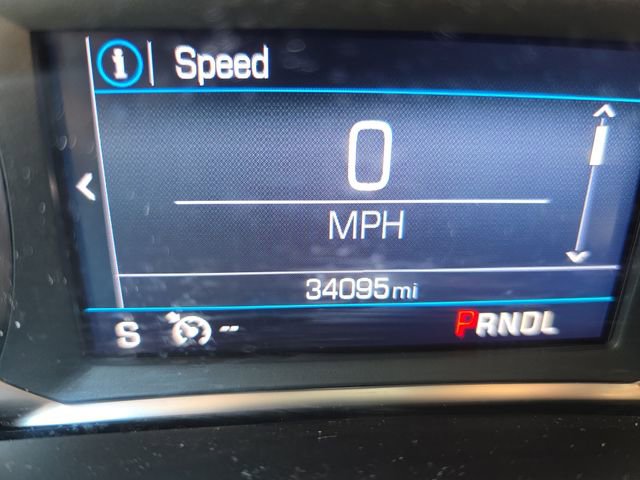 i Speed
0
MPH
34095 mi
S -- PRNDL